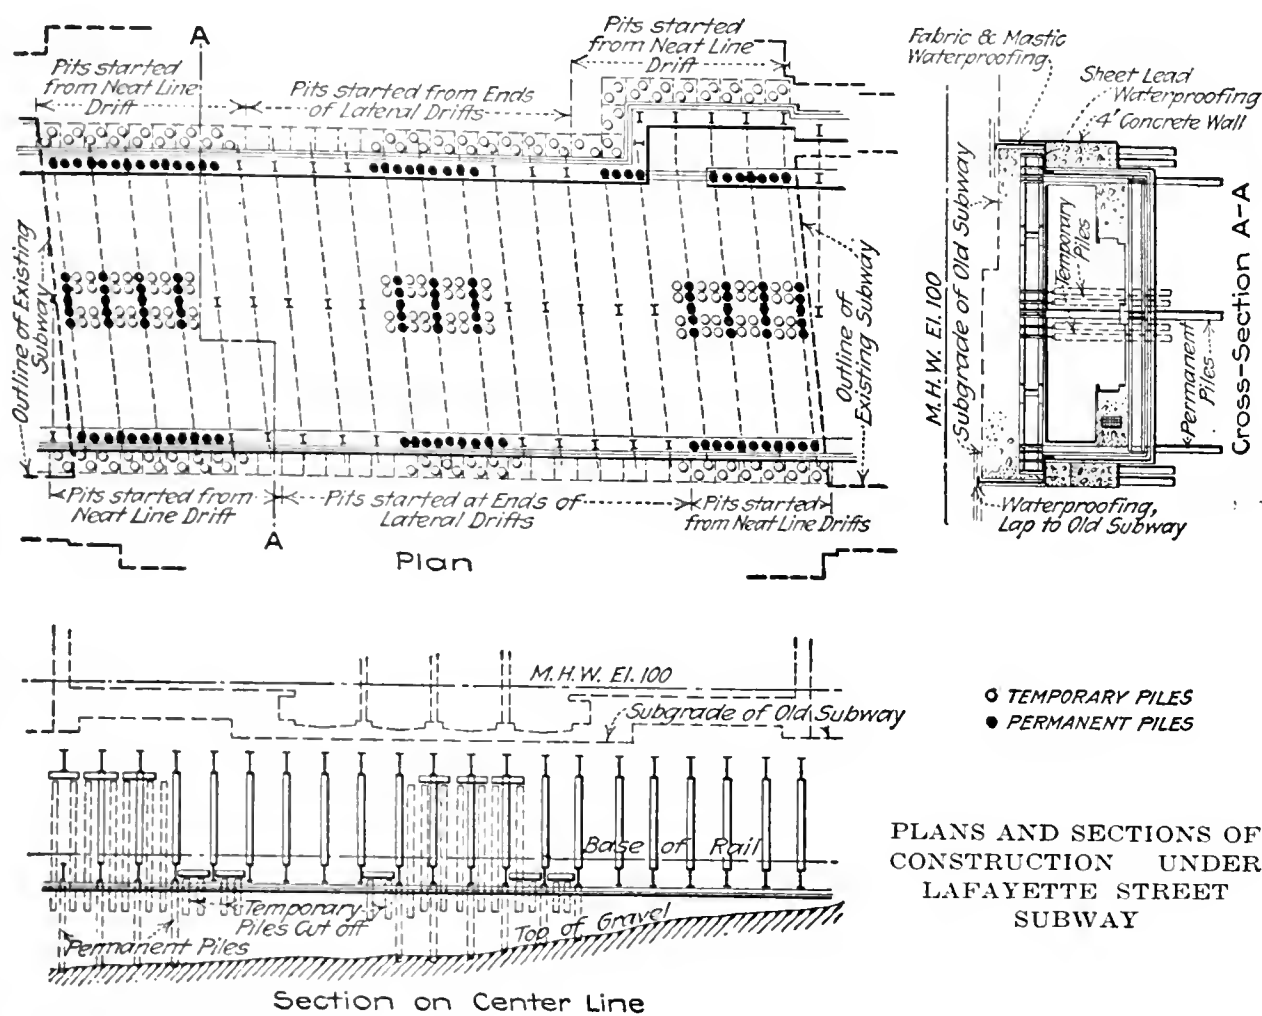 A
Pits started
from Neat Line
Drift
Pits started from Ends
of Lateral Drifts
Pits started
from Neat Line
Drift
Outline of Existing
Subway
Outline of
Existing Subway
Pits started from
Neat Line Drift
Pits started at Ends of
Lateral Drifts
Pits started
from Neat Line Drifts
A
Plan
Fabric & Mastic
Waterproofing
Sheet Lead
Waterproofing
4' Concrete Wall
M.H.W. El. 100
Subgrade of Old Subway
Temporary
Piles
Permanent
Piles
Cross-Section A-A
Waterproofing,
Lap to Old Subway
M.H.W. El. 100
Subgrade of Old Subway
Base of Rail
Temporary
Piles Cut off
Permanent Piles
Top of Gravel
Section on Center Line
TEMPORARY PILES
PERMANENT PILES
PLANS AND SECTIONS OF
CONSTRUCTION UNDER
LAFAYETTE STREET
SUBWAY